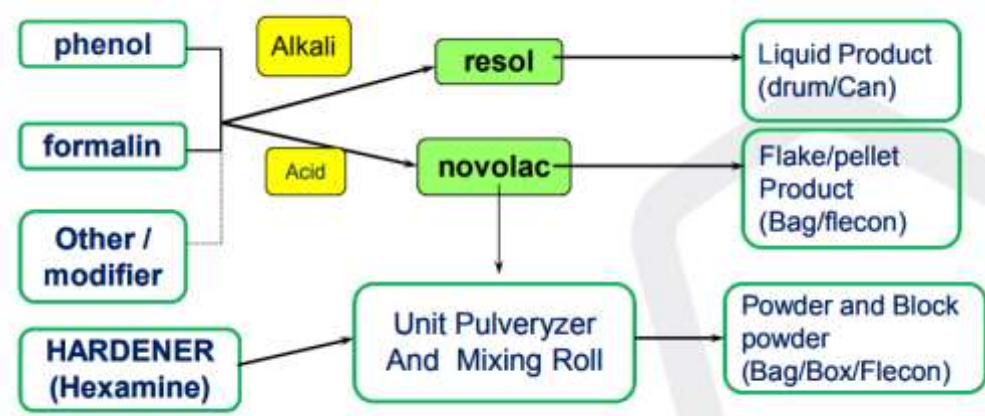 phenol
Alkali
resol
Liquid Product
(drum/Can)
formalin
Acid
novolac
Flake/pellet
Product
(Bag/flecon)
Other /
modifier
HARDENER
(Hexamine)
Unit Pulveryzer
And Mixing Roll
Powder and Block
powder
(Bag/Box/Flecon)